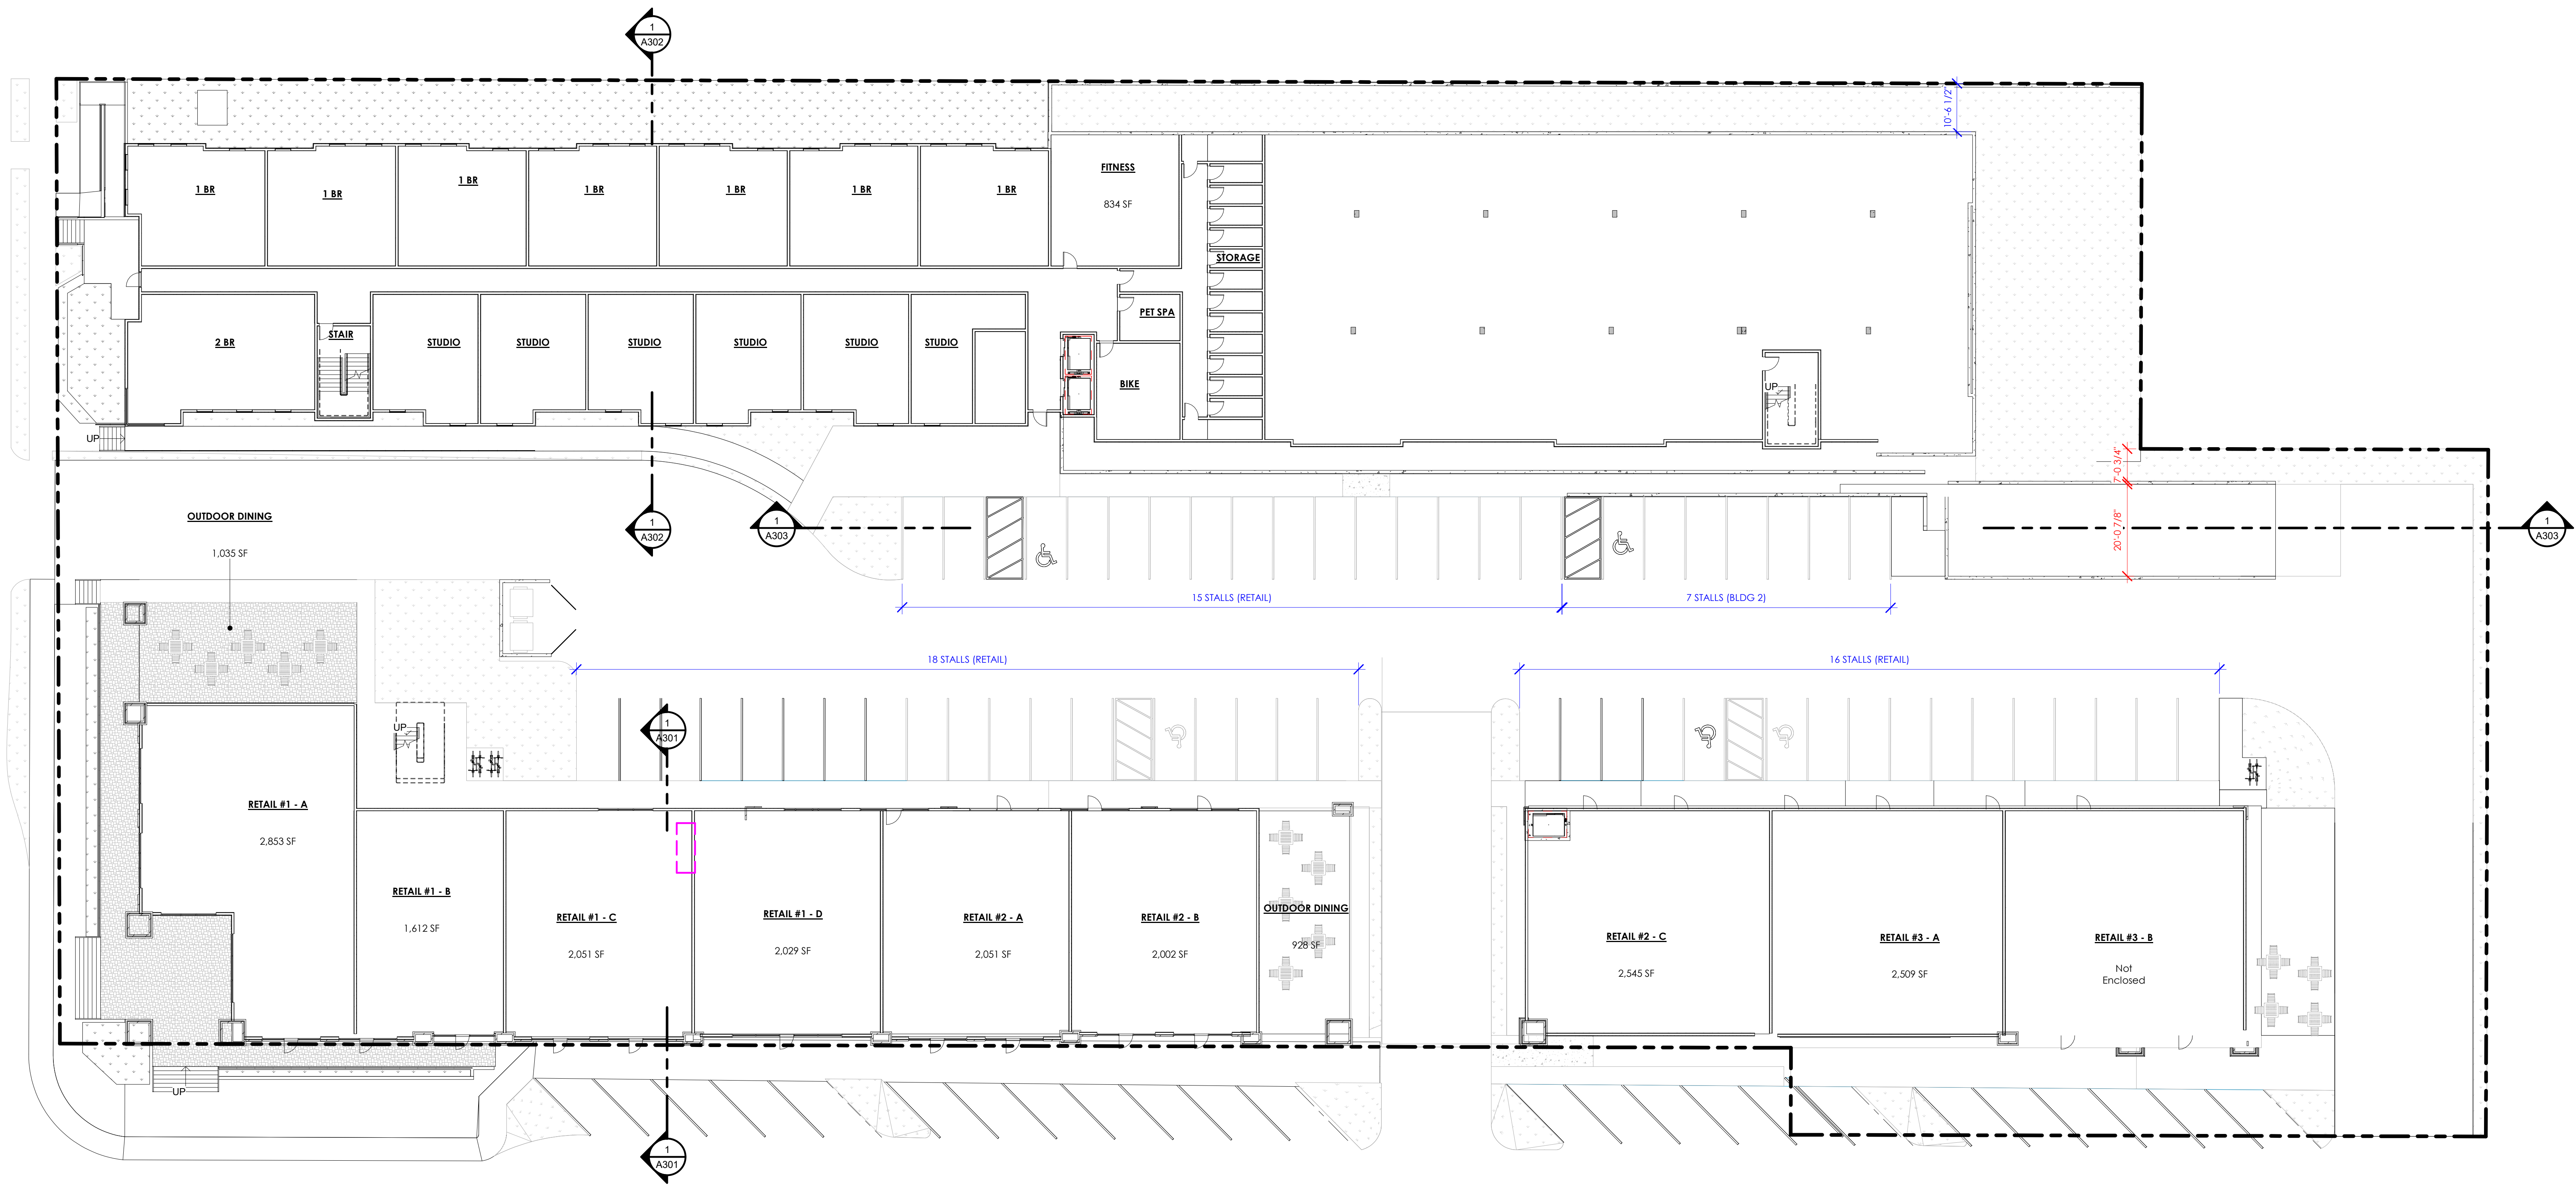 1
A302
10'-6 1/2"
1 BR
1 BR
1 BR
1 BR
1 BR
1 BR
1 BR
FITNESS
834 SF
STORAGE
PET SPA
BIKE
2 BR
STAIR
STUDIO
STUDIO
STUDIO
STUDIO
STUDIO
STUDIO
UP
UP
7'-0 3/4"
20'-0 7/8"
OUTDOOR DINING
1,035 SF
1
A302
1
A303
1
A303
15 STALLS (RETAIL)
7 STALLS (BLDG 2)
18 STALLS (RETAIL)
16 STALLS (RETAIL)
UP
1
A301
RETAIL #1 - A
2,853 SF
RETAIL #1 - B
1,612 SF
RETAIL #1 - C
2,051 SF
RETAIL #1 - D
2,029 SF
RETAIL #2 - A
2,051 SF
RETAIL #2 - B
2,002 SF
OUTDOOR DINING
928 SF
RETAIL #2 - C
2,545 SF
RETAIL #3 - A
2,509 SF
RETAIL #3 - B
Not
Enclosed
UP
1
A301